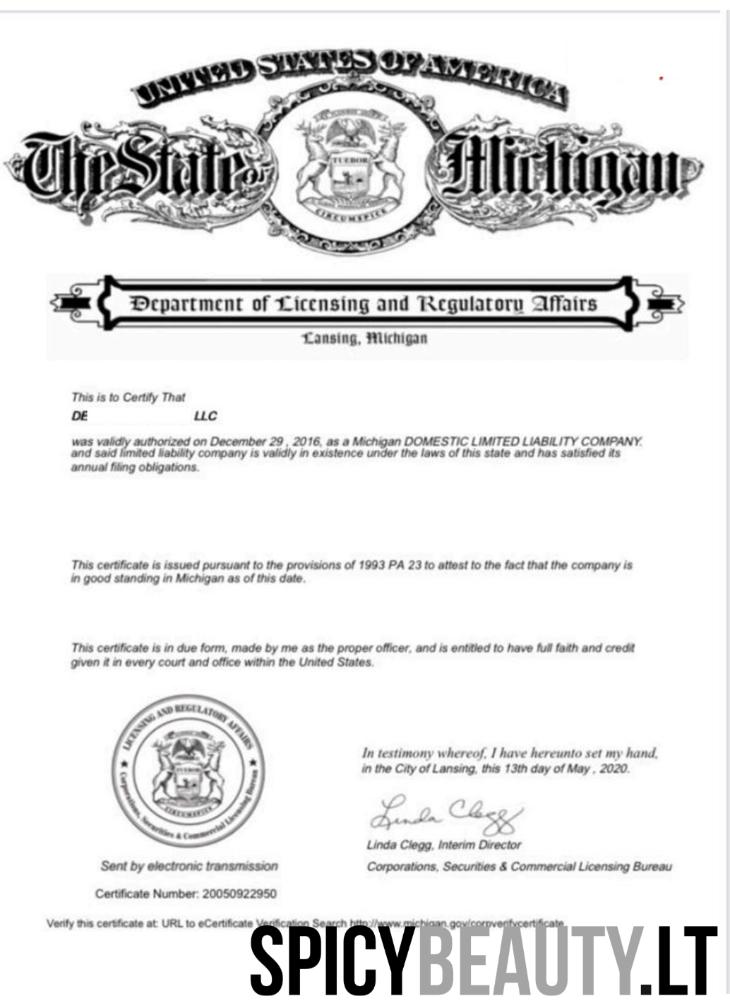 UNITED STATES OF AMERICA
The State of Michigan
TUEBOR
CIRCUMSPICE
Department of Licensing and Regulatory Affairs
Lansing, Michigan
This is to Certify That
DE LLC
was validly authorized on December 29 , 2016, as a Michigan DOMESTIC LIMITED LIABILITY COMPANY.
and said limited liability company is validly in existence under the laws of this state and has satisfied its
annual filing obligations.
This certificate is issued pursuant to the provisions of 1993 PA 23 to attest to the fact that the company is
in good standing in Michigan as of this date.
This certificate is in due form, made by me as the proper officer, and is entitled to have full faith and credit
given it in every court and office within the United States.
LICENSING AND REGULATORY AFFAIRS
TUEBOR
CIRCUMSPICE
Corporations, Securities & Commercial Licensing Bureau
In testimony whereof, I have hereunto set my hand,
in the City of Lansing, this 13th day of May , 2020.
Linda Clegg
Linda Clegg, Interim Director
Sent by electronic transmission
Corporations, Securities & Commercial Licensing Bureau
Certificate Number: 20050922950
Verify this certificate at: URL to eCertificate Verification Search http://www.michigan.gov/corpverifycertificate
SPICYBEAUTY.LT